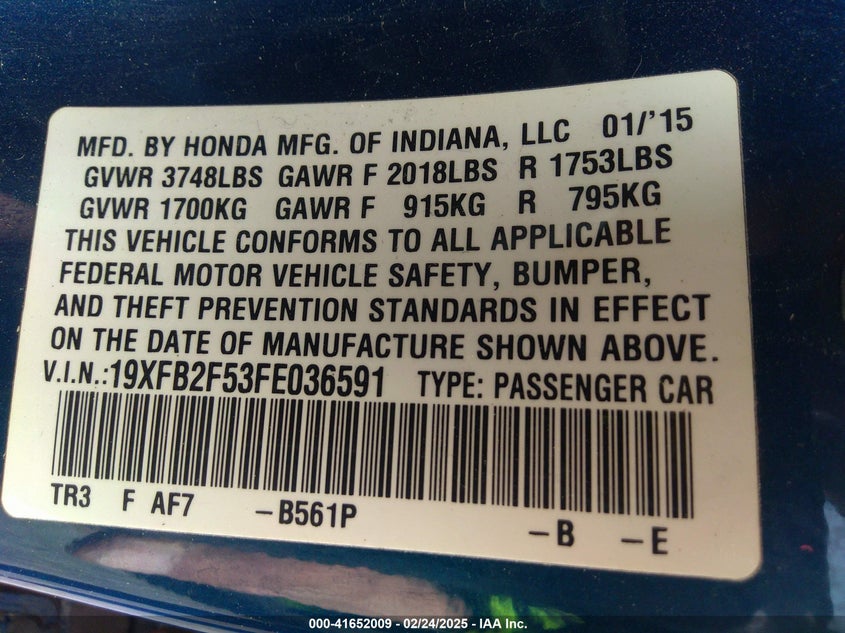 MFD. BY HONDA MFG. OF INDIANA, LLC 01/'15
GVWR 3748LBS GAWR F 2018LBS R 1753LBS
GVWR 1700KG GAWR F 915KG R 795KG
THIS VEHICLE CONFORMS TO ALL APPLICABLE
FEDERAL MOTOR VEHICLE SAFETY, BUMPER,
AND THEFT PREVENTION STANDARDS IN EFFECT
ON THE DATE OF MANUFACTURE SHOWN ABOVE.
V.I.N.:19XFB2F53FE036591 TYPE: PASSENGER CAR
TR3 F AF7 -B561P -B -E
000-41652009 - 02/24/2025 - IAA Inc.